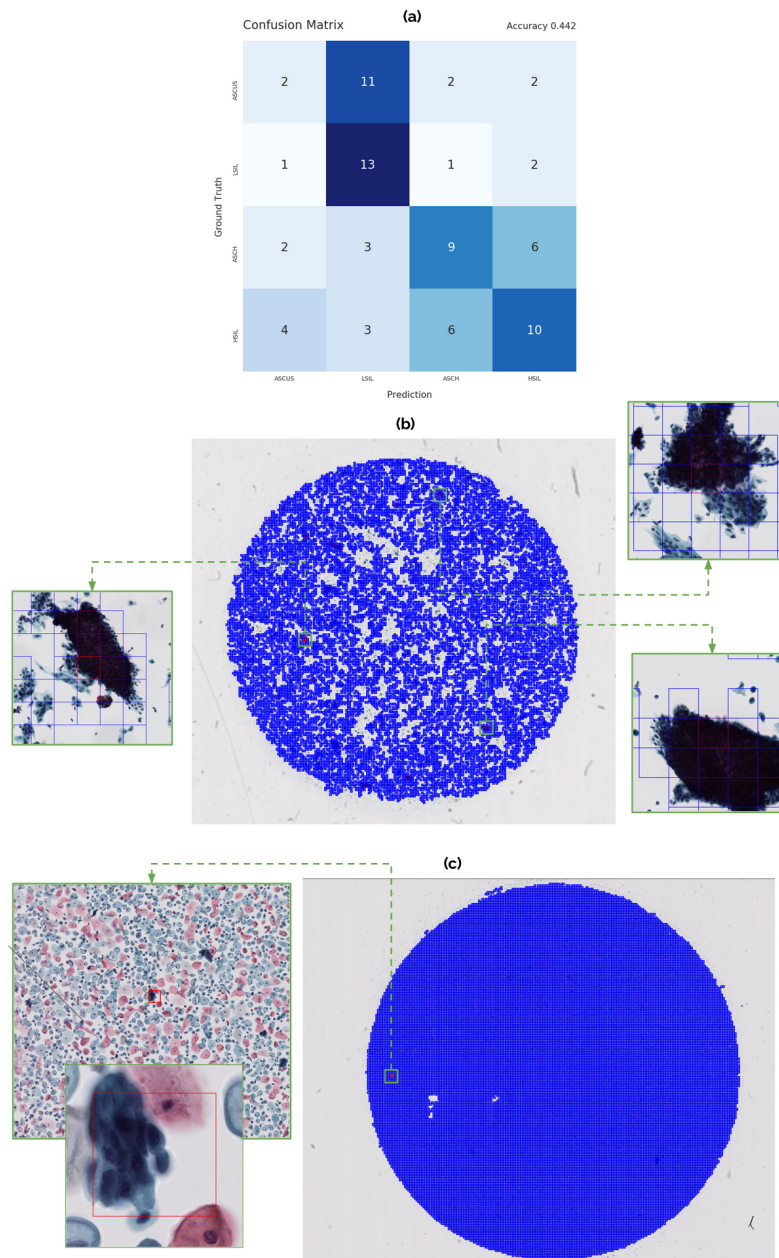 (a)
Confusion Matrix
Accuracy 0.442
Ground Truth
ASCUS
2 11 2 2
LSIL
1 13 1 2
ASCH
2 3 9 6
HSIL
4 3 6 10
ASCUS LSIL ASCH HSIL
Prediction
(b)
(c)